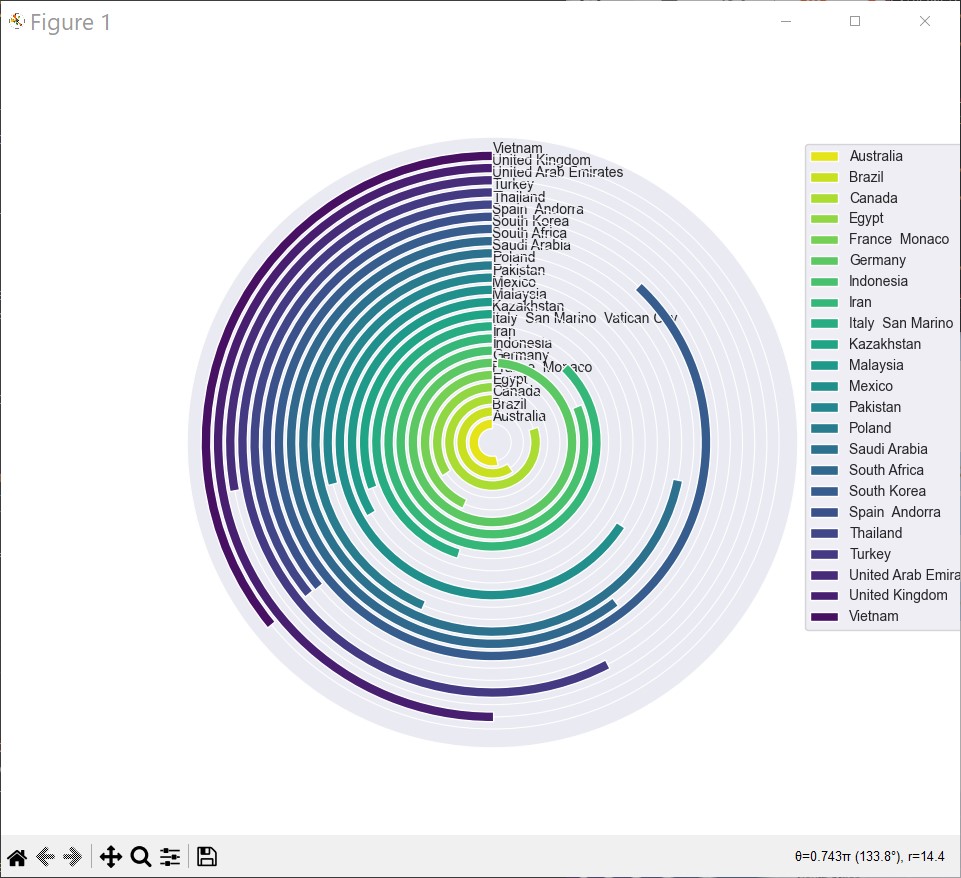 Figure 1
Vietnam
United Kingdom
United Arab Emirates
Turkey
Thailand
Spain Andorra
South Korea
South Africa
Saudi Arabia
Poland
Pakistan
Mexico
Malaysia
Kazakhstan
Italy San Marino Vatican City
Iran
Indonesia
Germany
France Monaco
Egypt
Canada
Brazil
Australia
Australia
Brazil
Canada
Egypt
France Monaco
Germany
Indonesia
Iran
Italy San Marino
Kazakhstan
Malaysia
Mexico
Pakistan
Poland
Saudi Arabia
South Africa
South Korea
Spain Andorra
Thailand
Turkey
United Arab Emira
United Kingdom
Vietnam
θ=0.743π (133.8°), r=14.4